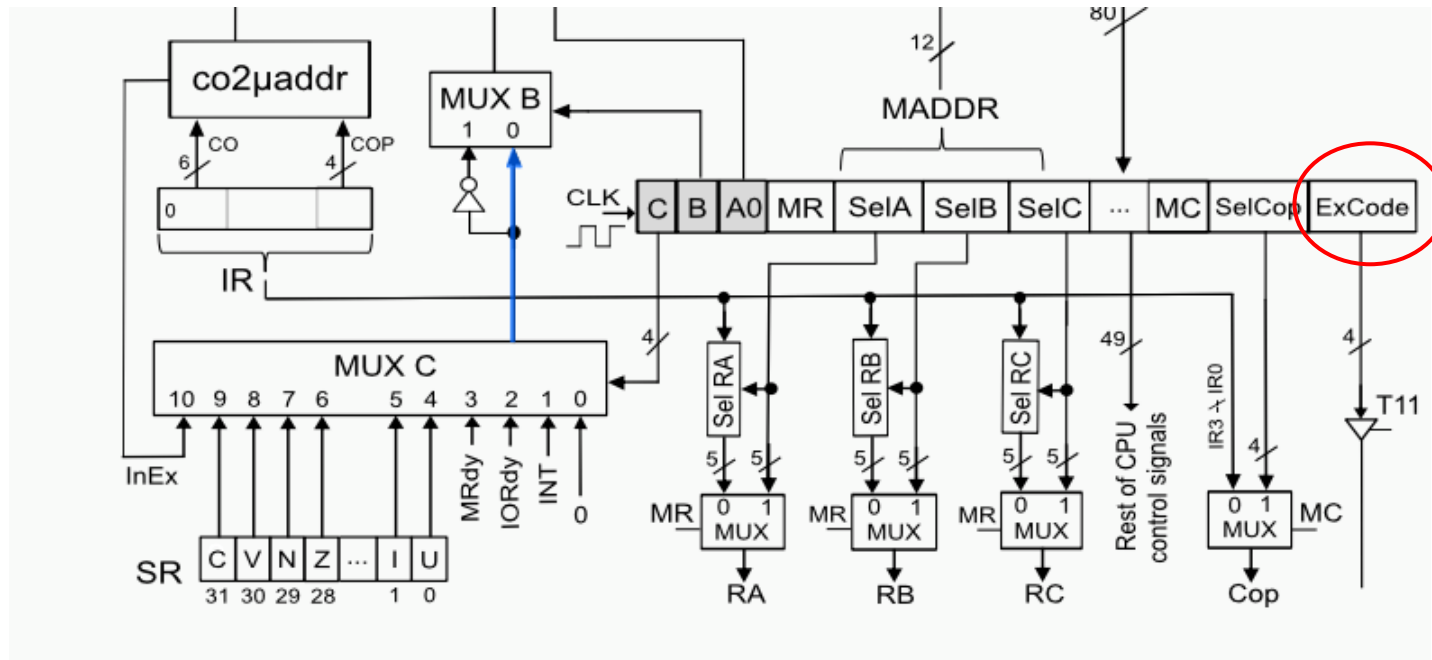 80
12
co2µaddr
MUX B
1 0
MADDR
CO
COP
6
4
CLK
C B A0 MR SelA SelB SelC ... MC SelCop ExCode
0
IR
4
49
4
MUX C
10 9 8 7 6 5 4 3 2 1 0
Sel RA
Sel RB
Sel RC
IR3 ÷ IR0
T11
InEx
MRdy
IORdy
INT
0
5 5 5 5 5 5 4
Rest of CPU
control signals
MR 0 1 MUX
MR 0 1 MUX
MR 0 1 MUX
0 1 MUX MC
SR C V N Z ... I U
31 30 29 28 1 0
RA RB RC Cop